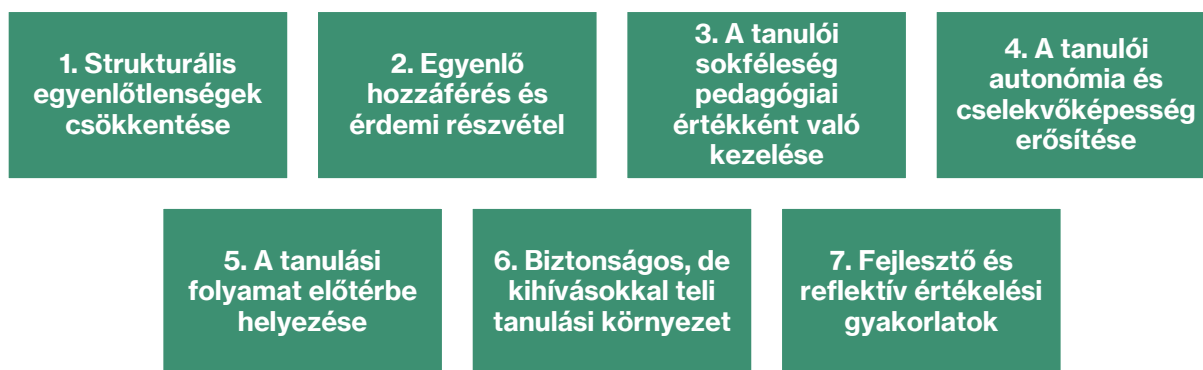 1. Strukturális
egyenlőtlenségek
csökkentése
2. Egyenlő
hozzáférés és
érdemi részvétel
3. A tanulói
sokféleség
pedagógiai
értékként való
kezelése
4. A tanulói
autonómia és
cselekvőképesség
erősítése
5. A tanulási
folyamat előtérbe
helyezése
6. Biztonságos, de
kihívásokkal teli
tanulási környezet
7. Fejlesztő és
reflektív értékelési
gyakorlatok